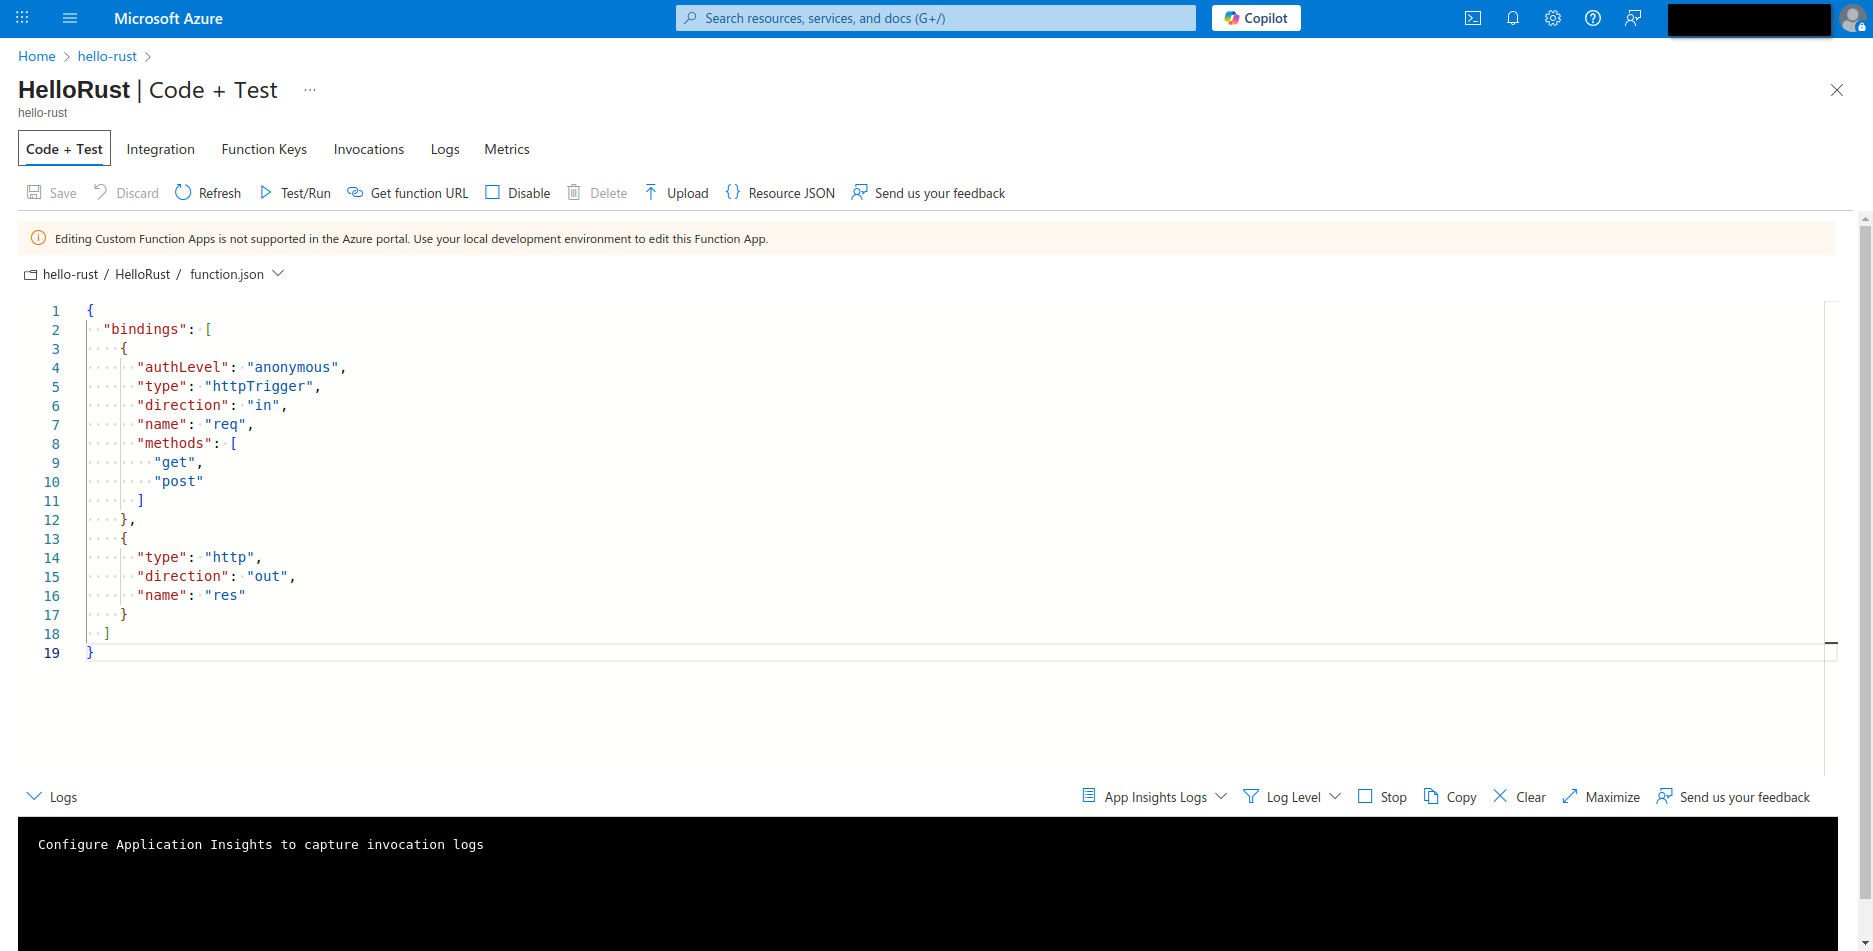 Microsoft Azure
Search resources, services, and docs (G+/)
Copilot
Home > hello-rust >
HelloRust | Code + Test ...
hello-rust
Code + Test Integration Function Keys Invocations Logs Metrics
Save Discard Refresh Test/Run Get function URL Disable Delete Upload Resource JSON Send us your feedback
Editing Custom Function Apps is not supported in the Azure portal. Use your local development environment to edit this Function App.
hello-rust / HelloRust / function.json
1 {
2 "bindings": [
3 {
4 "authLevel": "anonymous",
5 "type": "httpTrigger",
6 "direction": "in",
7 "name": "req",
8 "methods": [
9 "get",
10 "post"
11 ]
12 },
13 {
14 "type": "http",
15 "direction": "out",
16 "name": "res"
17 }
18 ]
19 }
Logs App Insights Logs Log Level Stop Copy Clear Maximize Send us your feedback
Configure Application Insights to capture invocation logs